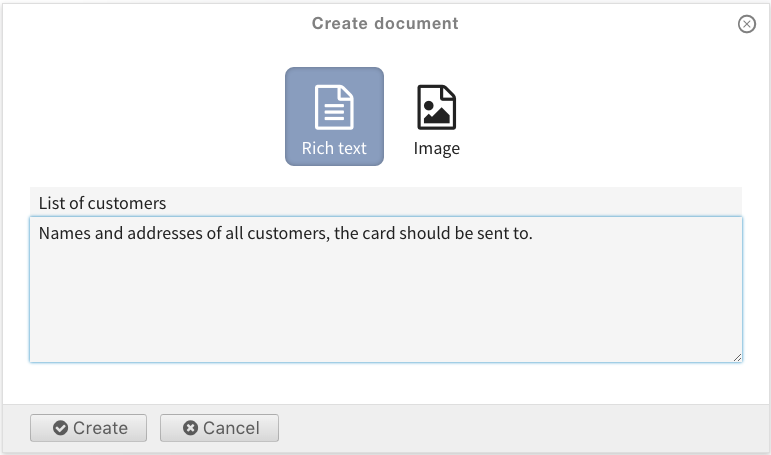 Create document
Rich text
Image
List of customers
Names and addresses of all customers, the card should be sent to.
Create
Cancel